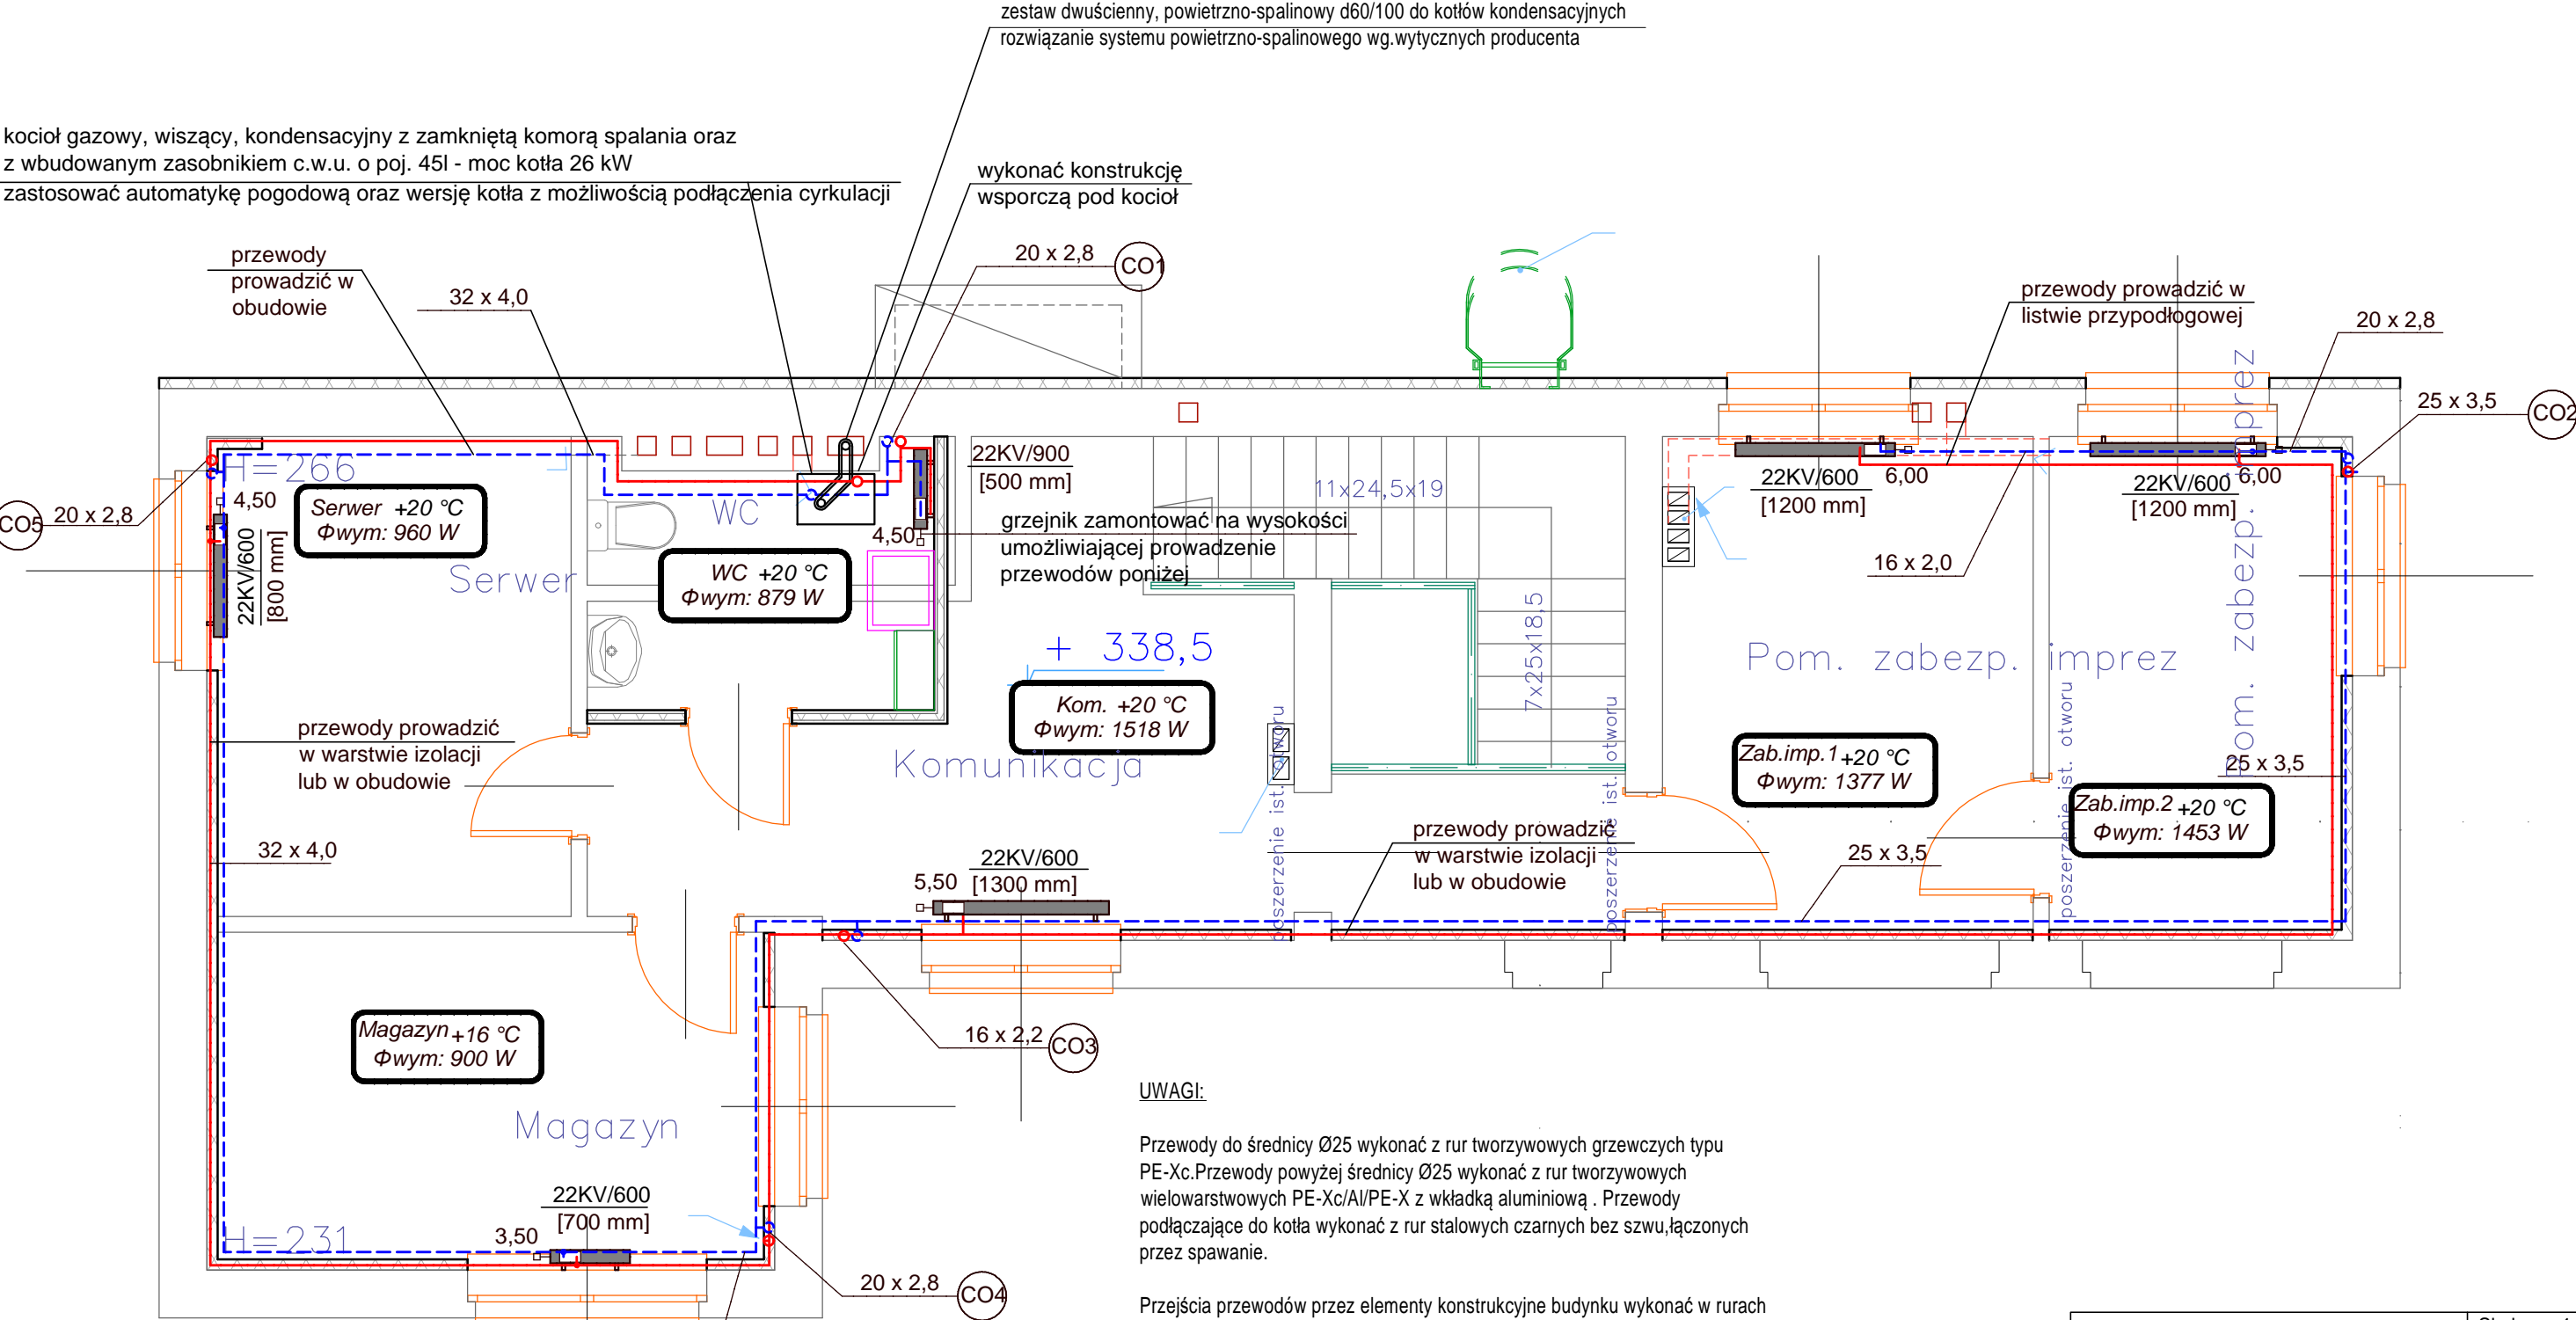 zestaw dwuścienny, powietrzno-spalinowy d60/100 do kotłów kondensacyjnych
rozwiązanie systemu powietrzno-spalinowego wg.wytycznych producenta
kocioł gazowy, wiszący, kondensacyjny z zamkniętą komorą spalania oraz
z wbudowanym zasobnikiem c.w.u. o poj. 45l - moc kotła 26 kW
zastosować automatykę pogodową oraz wersję kotła z możliwością podłączenia cyrkulacji
wykonać konstrukcję
wsporczą pod kocioł
przewody
prowadzić w
obudowie
32 x 4,0
20 x 2,8
CO1
przewody prowadzić w
listwie przypodłogowej
20 x 2,8
25 x 3,5
CO2
H=266
4,50
Serwer +20 °C
Φwym: 960 W
CO5
20 x 2,8
22KV/600
[800 mm]
Serwer
WC
WC +20 °C
Φwym: 879 W
22KV/900
[500 mm]
4,50
grzejnik zamontować na wysokości
umożliwiającej prowadzenie
przewodów poniżej
11x24,5x19
7x25x18,5
22KV/600
[1200 mm]
6,00
22KV/600
[1200 mm]
6,00
16 x 2,0
+ 338,5
Kom. +20 °C
Φwym: 1518 W
Komunikacja
Pom. zabezp. imprez
Pom. zabezp. imprez
przewody prowadzić
w warstwie izolacji
lub w obudowie
poszerzenie ist. otworu
poszerzenie ist. otworu
poszerzenie ist. otworu
Zab.imp.1 +20 °C
Φwym: 1377 W
25 x 3,5
Zab.imp.2 +20 °C
Φwym: 1453 W
32 x 4,0
5,50
22KV/600
[1300 mm]
przewody prowadzić
w warstwie izolacji
lub w obudowie
25 x 3,5
Magazyn +16 °C
Φwym: 900 W
16 x 2,2
CO3
Magazyn
H=231
3,50
22KV/600
[700 mm]
20 x 2,8
CO4
UWAGI:
Przewody do średnicy Ø25 wykonać z rur tworzywowych grzewczych typu
PE-Xc.Przewody powyżej średnicy Ø25 wykonać z rur tworzywowych
wielowarstwowych PE-Xc/Al/PE-X z wkładką aluminiową . Przewody
podłączające do kotła wykonać z rur stalowych czarnych bez szwu,łączonych
przez spawanie.
Przejścia przewodów przez elementy konstrukcyjne budynku wykonać w rurach